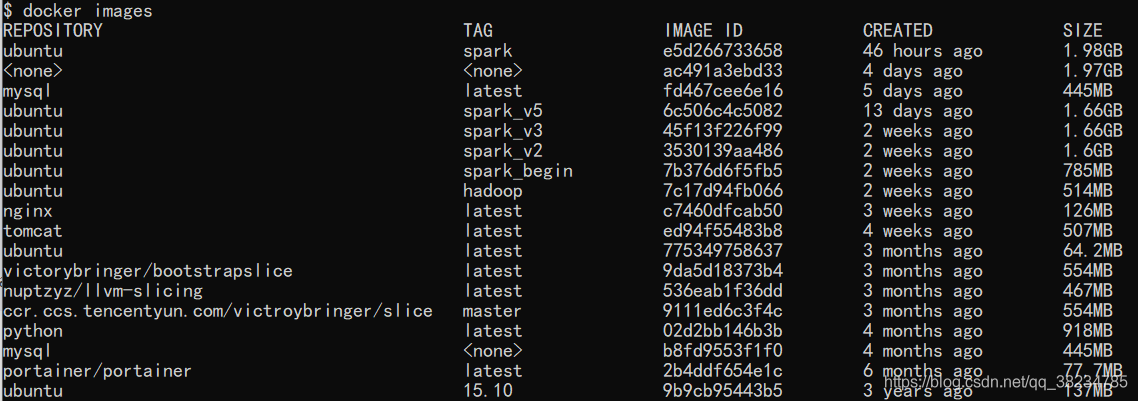 $ docker images
REPOSITORY TAG IMAGE ID CREATED SIZE
ubuntu spark e5d266733658 46 hours ago 1.98GB
<none> <none> ac491a3ebd33 4 days ago 1.97GB
mysql latest fd467cee6e16 5 days ago 445MB
ubuntu spark_v5 6c506c4c5082 13 days ago 1.66GB
ubuntu spark_v3 45f13f226f99 2 weeks ago 1.66GB
ubuntu spark_v2 3530139aa486 2 weeks ago 1.6GB
ubuntu spark_begin 7b376d6f5fb5 2 weeks ago 785MB
ubuntu hadoop 7c17d94fb066 2 weeks ago 514MB
nginx latest c7460dfcab50 3 weeks ago 126MB
tomcat latest ed94f55483b8 4 weeks ago 507MB
ubuntu latest 775349758637 3 months ago 64.2MB
victorybringer/bootstrapslice latest 9da5d18373b4 3 months ago 554MB
nuptzyz/llvm-slicing latest 536eab1f36dd 3 months ago 467MB
ccr.ccs.tencentyun.com/victroybringer/slice master 9111ed6c3f4c 3 months ago 554MB
python latest 02d2bb146b3b 4 months ago 918MB
mysql <none> b8fd9553f1f0 4 months ago 445MB
portainer/portainer latest 2b4ddf654e1c 6 months ago 77.7MB
https://blog.csdn.net/qq_38234785
ubuntu 15.10 9b9cb95443b5 3 years ago 137MB